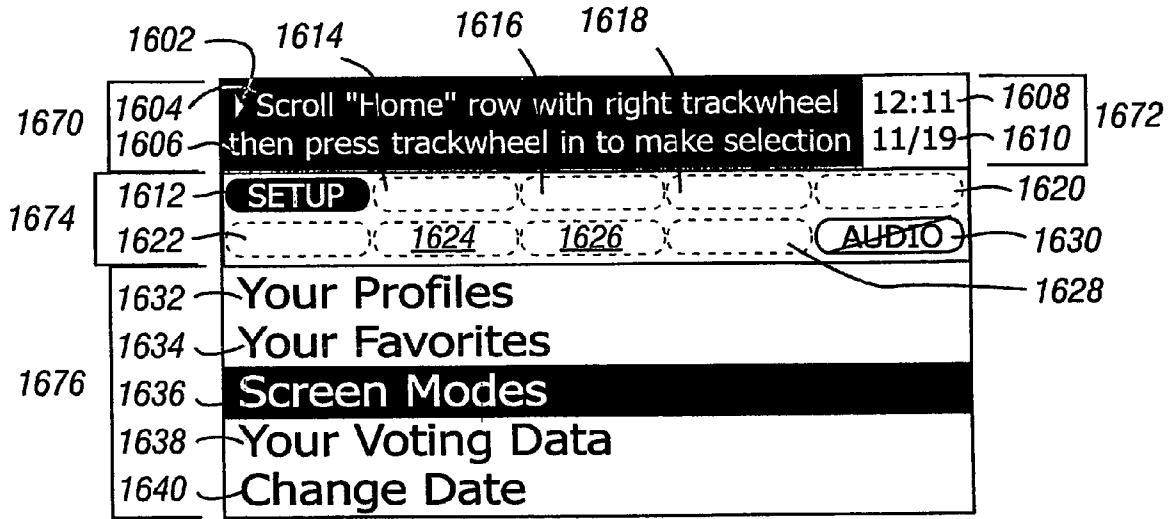 1602 1614 1616 1618
1670 1604 Scroll "Home" row with right trackwheel 12:11 1608 1672
1606 then press trackwheel in to make selection 11/19 1610
1674 1612 SETUP 1620
1622 1624 1626 AUDIO 1630
1632 Your Profiles 1628
1634 Your Favorites
1676 1636 Screen Modes
1638 Your Voting Data
1640 Change Date